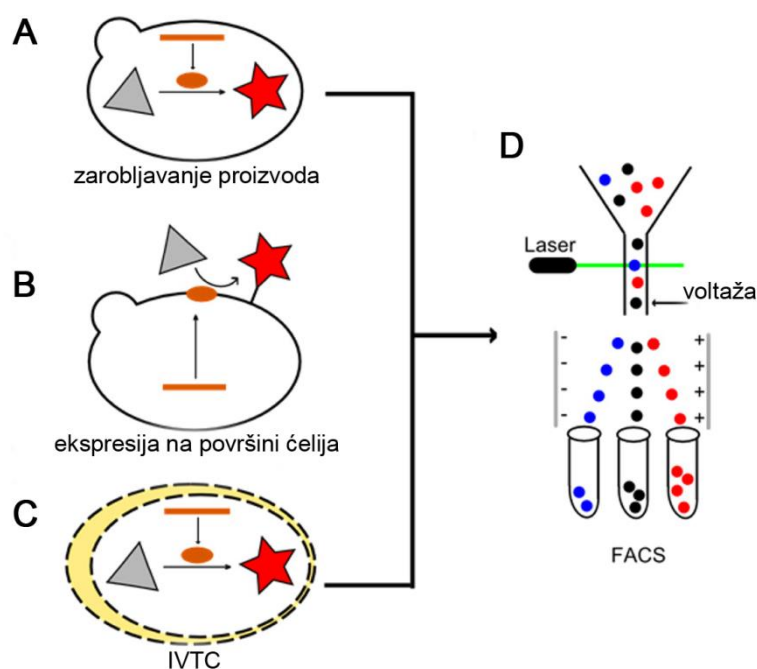 A
zarobljavanje proizvoda
B
ekspresija na površini ćelija
C
IVTC
D
Laser
voltaža
- +
- +
- +
- +
FACS